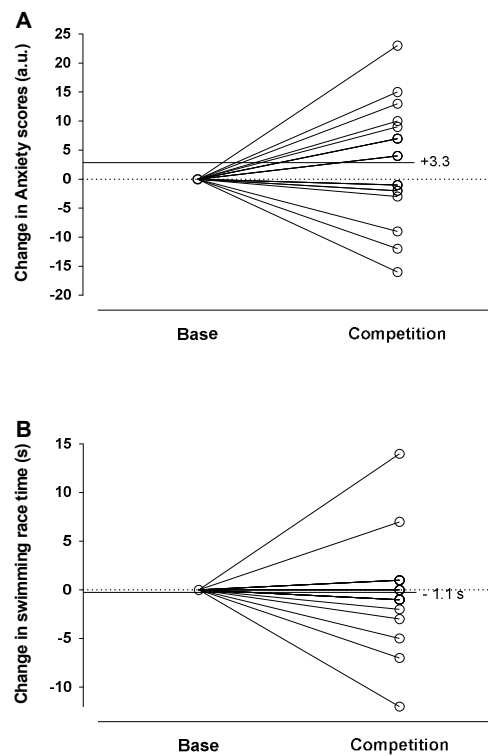 A
Change in Anxiety scores (a.u.)
25
20
15
10
5
0
-5
-10
-15
-20
+3.3
Base
Competition
B
Change in swimming race time (s)
15
10
5
0
-5
-10
- 1.1 s
Base
Competition